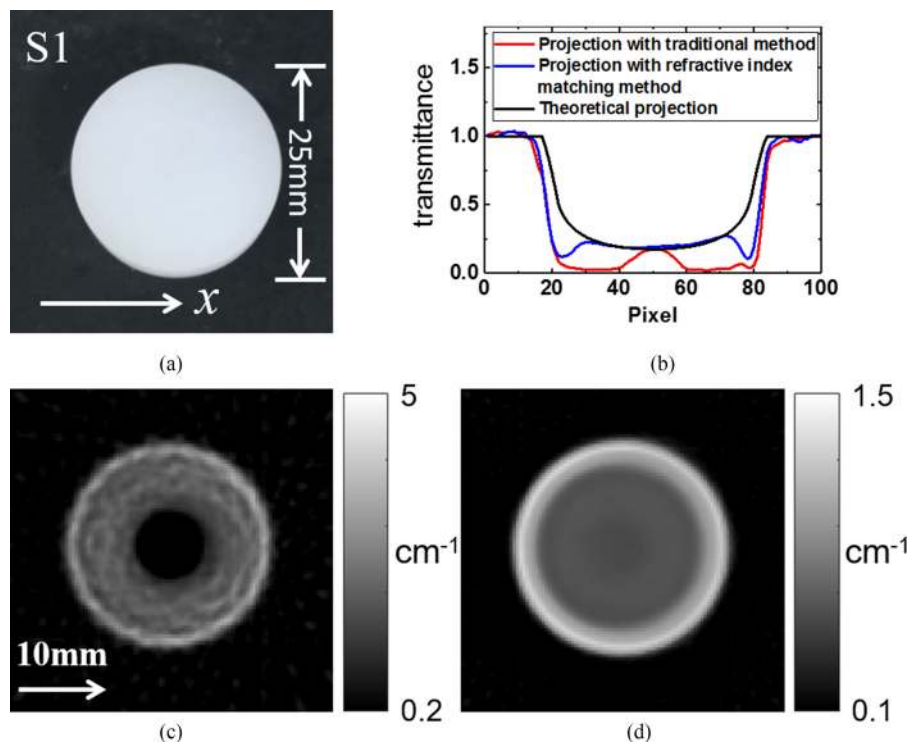 S1
25mm
x
(a)
Projection with traditional method
Projection with refractive index
matching method
Theoretical projection
transmittance
1.5
1.0
0.5
0.0
0
20
40
60
80
100
Pixel
(b)
10mm
5
cm-1
0.2
(c)
1.5
cm-1
0.1
(d)